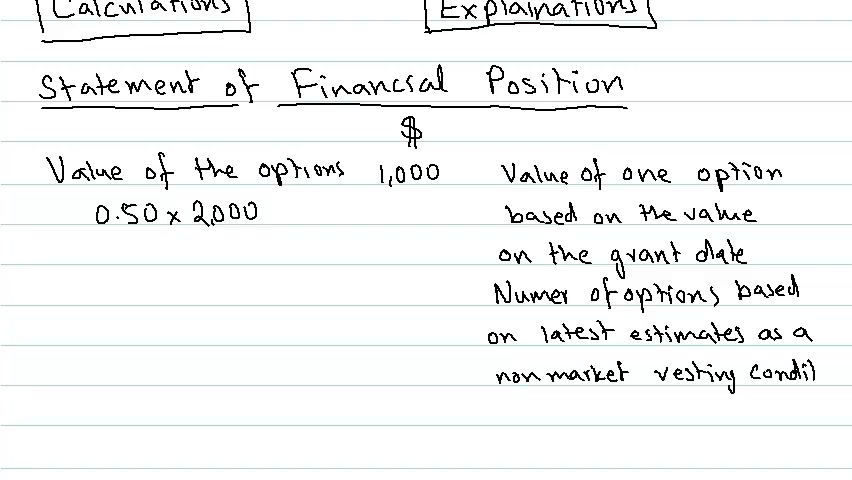 Calculations
Explainations
Statement of Financial Position
$
Value of the options 1,000
0.50 x 2,000
Value of one option
based on the value
on the grant date
Numer of options based
on latest estimates as a
non market vesting condit